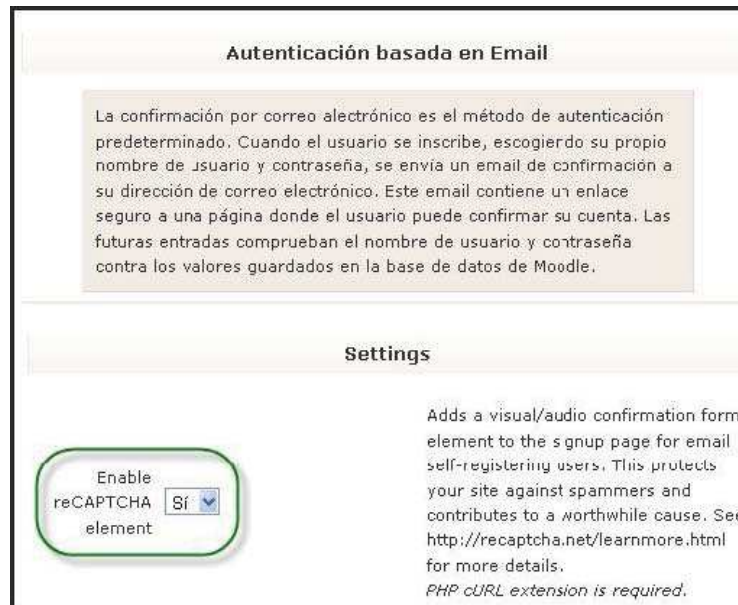 Autenticación basada en Email
La confirmación por correo alectrónico es el método de autenticación
predeterminado. Cuando el usuario se inscribe, escogiendo su propio
nombre de usuario y contraseña, se envía un email de confirmación a
su dirección de correo electrónico. Este email contiene un enlace
seguro a una página donde el usuario puede confirmar su cuenta. Las
futuras entradas comprueban el nombre de usuario y contraseña
contra los valores guardados en la base de datos de Moodle.
Settings
Enable
reCAPTCHA
element
Sí
Adds a visual/audio confirmation form
element to the signup page for email
self-registering users. This protects
your site against spammers and
contributes to a worthwhile cause. See
http://recaptcha.net/learnmore.html
for more details.
PHP cURL extension is required.